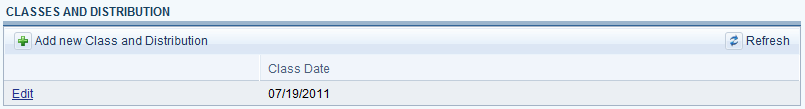 CLASSES AND DISTRIBUTION
Add new Class and Distribution Refresh
Class Date
Edit 07/19/2011